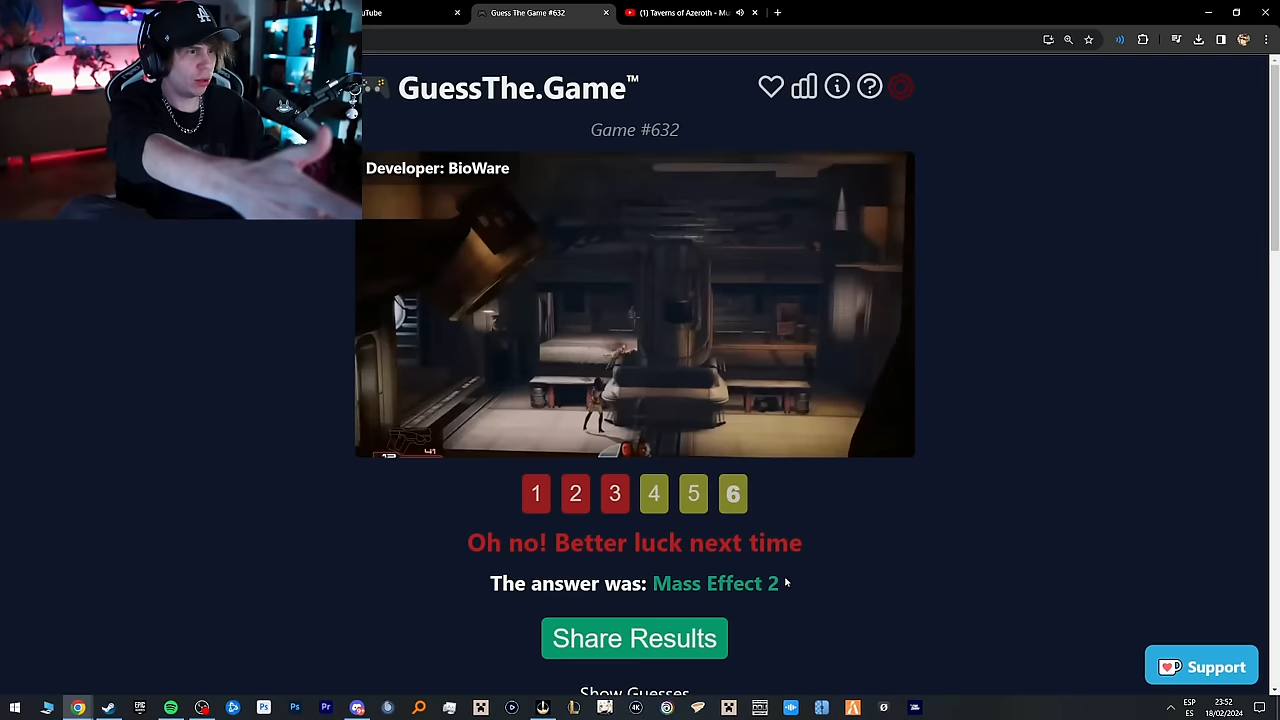 uTube
Guess The Game #632
(1) Taverns of Azeroth - Mu
GuessThe.Game™
Game #632
Developer: BioWare
41
1 2 3 4 5 6
Oh no! Better luck next time
The answer was: Mass Effect 2
Share Results
Show Guesses
Support
ESP
ES
23:52
18/02/2024